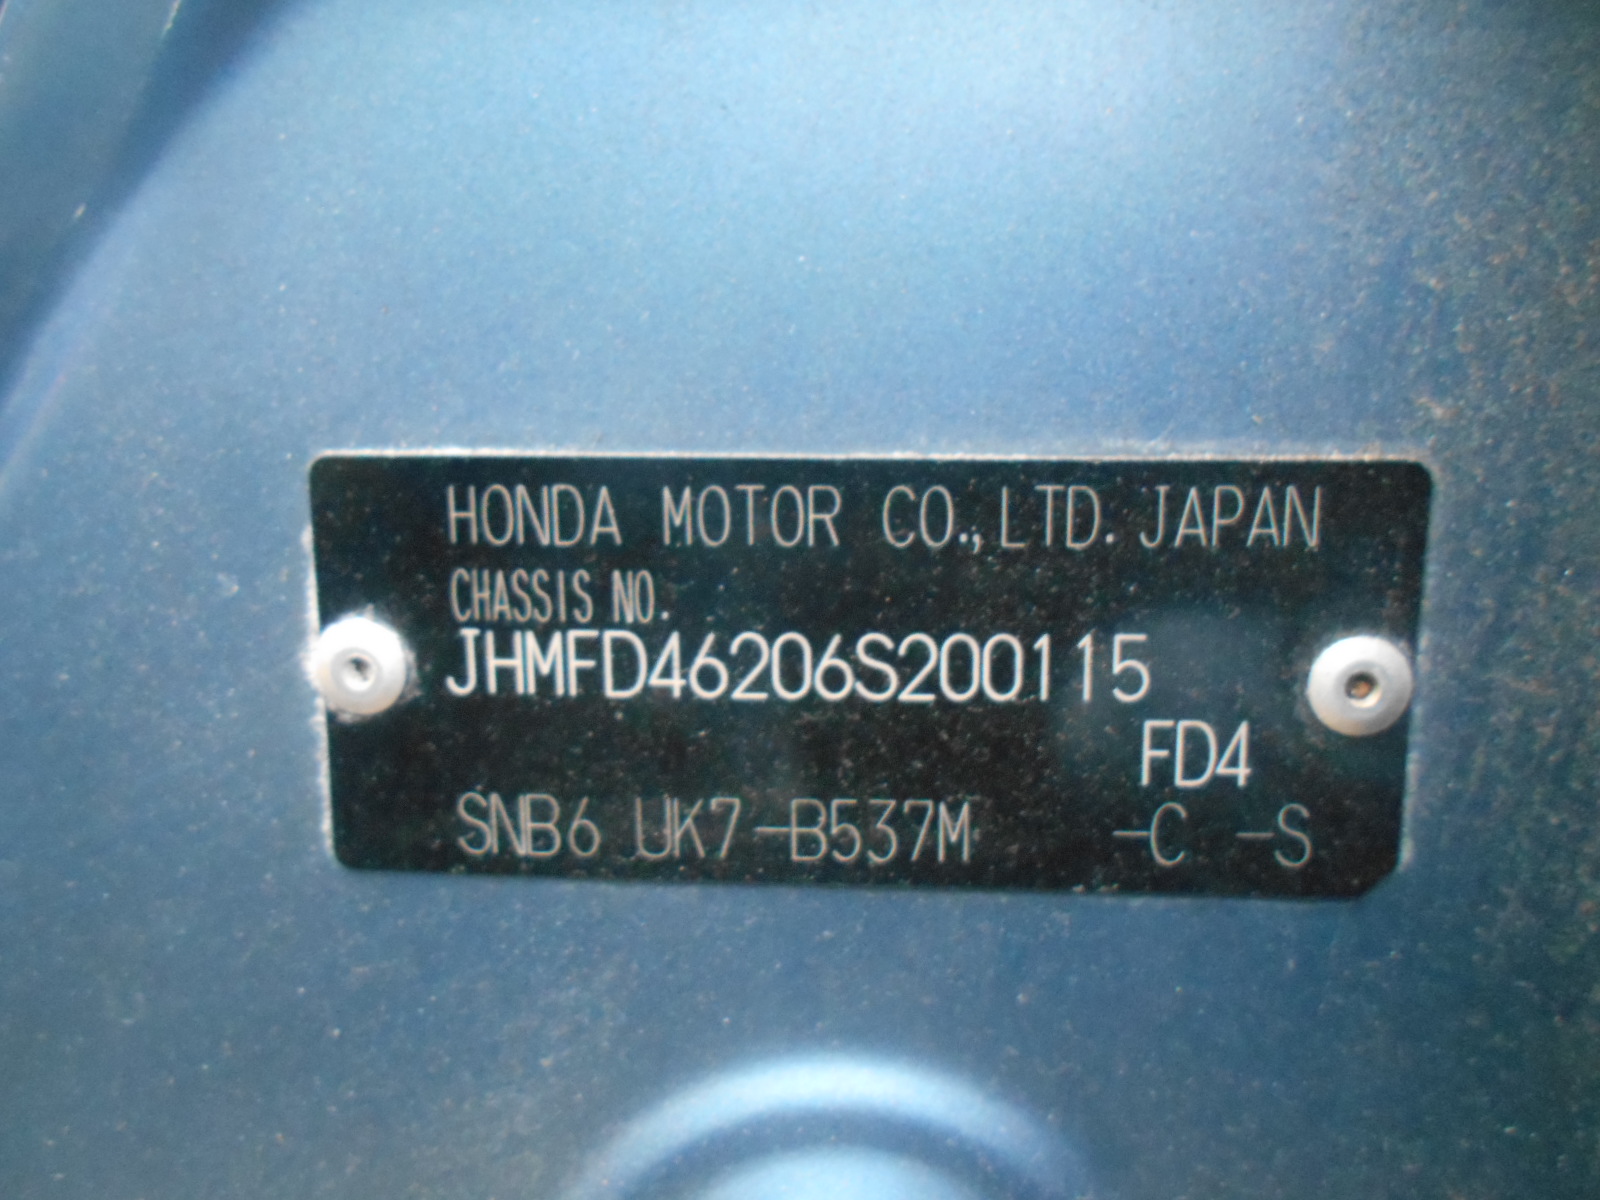 HONDA MOTOR CO., LTD. JAPAN
CHASSIS NO.
JHMFD46206S200115
FD4
SNB6 UK7-B537M -C -S